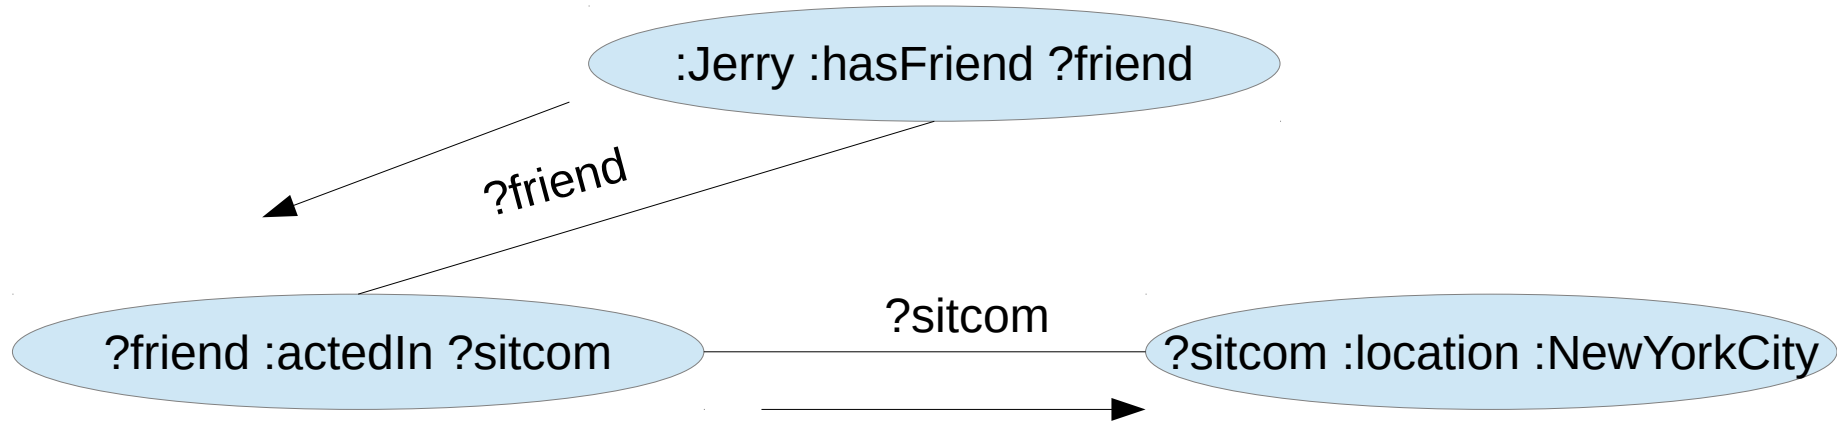 :Jerry :hasFriend ?friend
?friend
?sitcom
?friend :actedIn ?sitcom
?sitcom :location :NewYorkCity